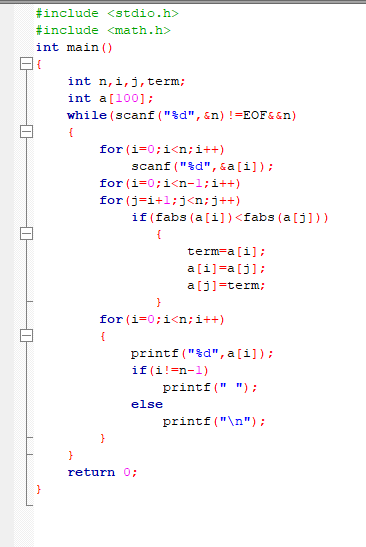 #include <stdio.h>
#include <math.h>
int main()
{
    int n,i,j,term;
    int a[100];
    while(scanf("%d",&n)!=EOF&&n)
    {
        for(i=0;i<n;i++)
            scanf("%d",&a[i]);
        for(i=0;i<n-1;i++)
        for(j=i+1;j<n;j++)
            if(fabs(a[i])<fabs(a[j]))
               {
                   term=a[i];
                   a[i]=a[j];
                   a[j]=term;
               }
        for(i=0;i<n;i++)
        {
            printf("%d",a[i]);
            if(i!=n-1)
                printf(" ");
            else
                printf("\n");
        }
    }
    return 0;
}